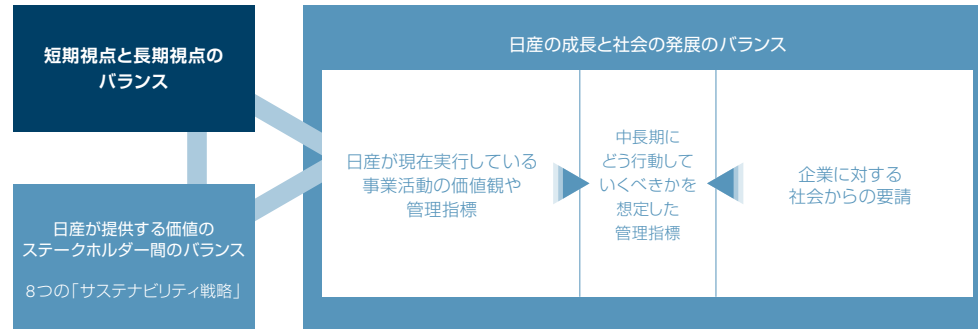 短期視点と長期視点の
バランス
日産が提供する価値の
ステークホルダー間のバランス
8つの「サステナビリティ戦略」
日産の成長と社会の発展のバランス
日産が現在実行している
事業活動の価値観や
管理指標
中長期に
どう行動して
いくべきかを
想定した
管理指標
企業に対する
社会からの要請